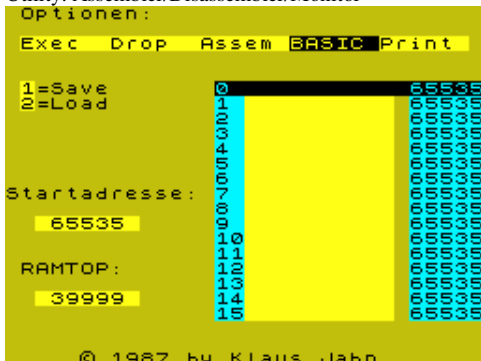 Optionen:
Exec Drop Assem BASIC Print
1=Save
2=Load
0 65535
1 65535
2 65535
3 65535
4 65535
5 65535
6 65535
7 65535
8 65535
9 65535
10 65535
11 65535
12 65535
13 65535
14 65535
15 65535
Startadresse:
65535
RAMTOP:
39999
© 1987 by Klaus Jahn